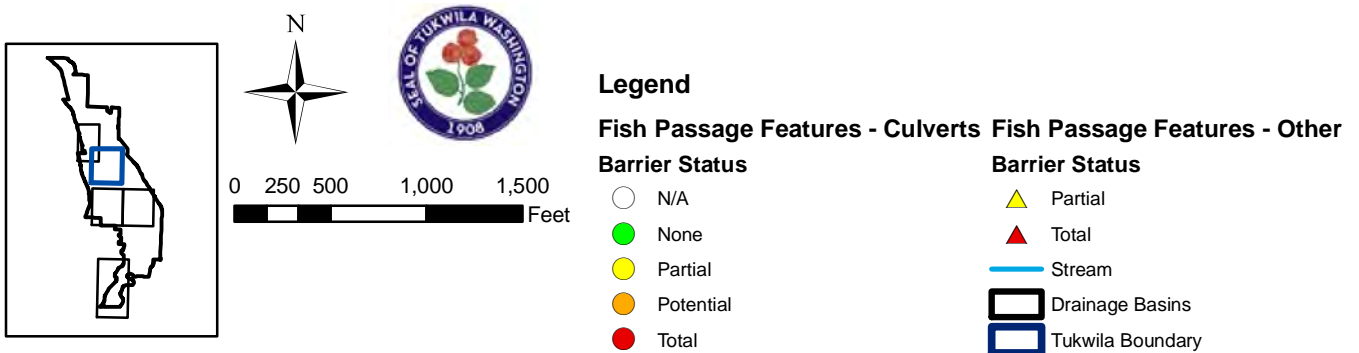 N
SEAL OF TUKWILA WASHINGTON
1908
0 250 500 1,000 1,500
Feet
Legend
Fish Passage Features - Culverts
Barrier Status
N/A
None
Partial
Potential
Total
Fish Passage Features - Other
Barrier Status
Partial
Total
Stream
Drainage Basins
Tukwila Boundary